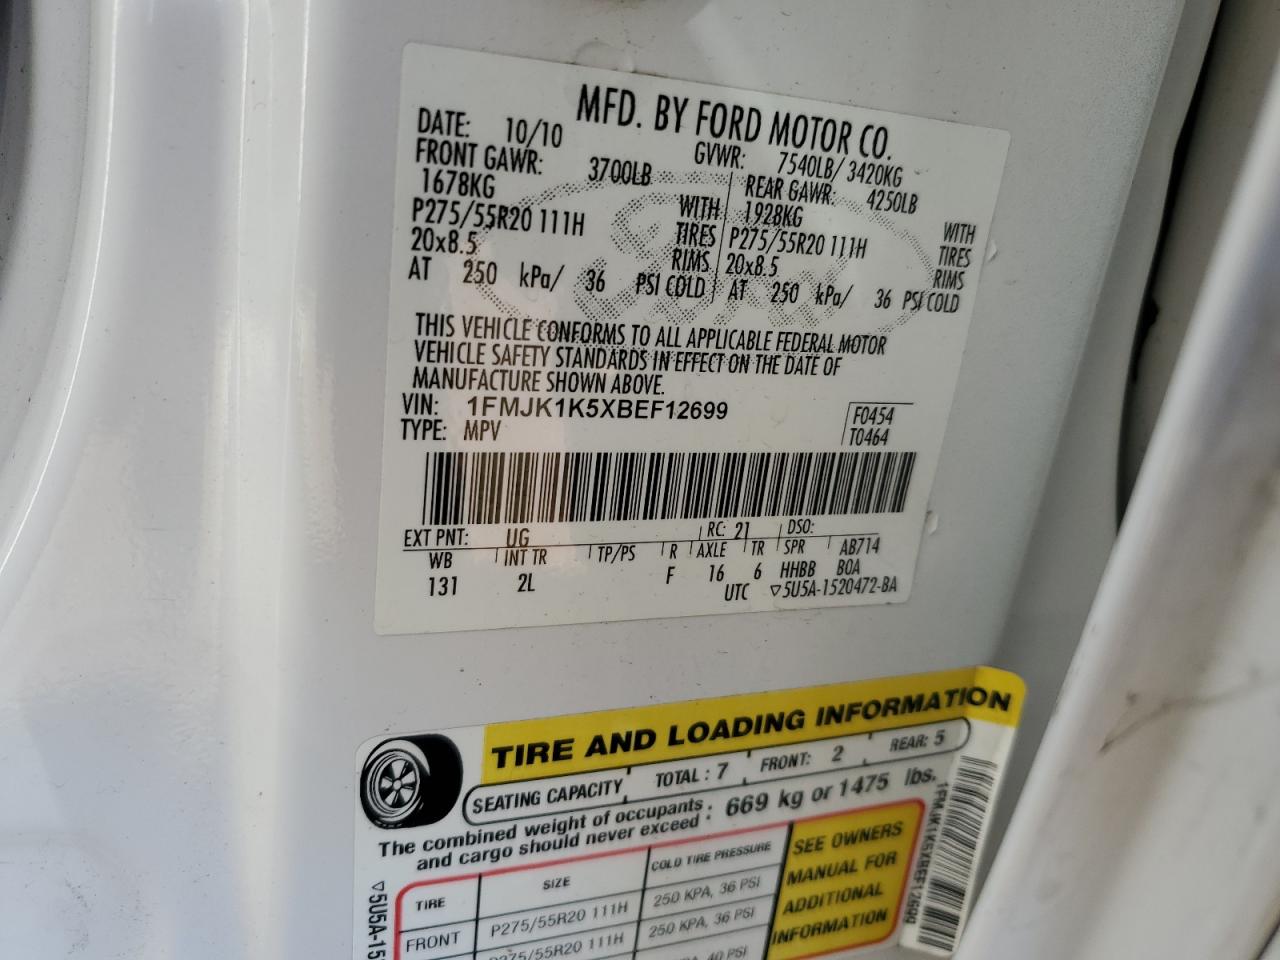 MFD. BY FORD MOTOR CO.
DATE: 10/10 GVWR: 7540LB/ 3420KG
FRONT GAWR: 3700LB REAR GAWR: 4250LB
1678KG WITH 1928KG WITH
P275/55R20 111H TIRES P275/55R20 111H TIRES
20x8.5 RIMS 20x8.5 RIMS
AT 250 kPa/ 36 PSI COLD AT 250 kPa/ 36 PSI COLD
THIS VEHICLE CONFORMS TO ALL APPLICABLE FEDERAL MOTOR
VEHICLE SAFETY STANDARDS IN EFFECT ON THE DATE OF
MANUFACTURE SHOWN ABOVE.
VIN: 1FMJK1K5XBEF12699 F0454
TYPE: MPV T0464
EXT PNT: UG RC: 21 DSO:
WB INT TR TP/PS R AXLE TR SPR AB714
131 2L F 16 6 HHBB B0A
UTC ▽5U5A-1520472-BA
TIRE AND LOADING INFORMATION
SEATING CAPACITY TOTAL : 7 FRONT: 2 REAR: 5
The combined weight of occupants
and cargo should never exceed : 669 kg or 1475 lbs.
TIRE SIZE COLD TIRE PRESSURE
FRONT P275/55R20 111H 250 KPA, 36 PSI
P275/55R20 111H 250 KPA, 36 PSI
40 PSI
SEE OWNERS
MANUAL FOR
ADDITIONAL
INFORMATION
1FMJK1K5XBEF12699
▽5U5A-15